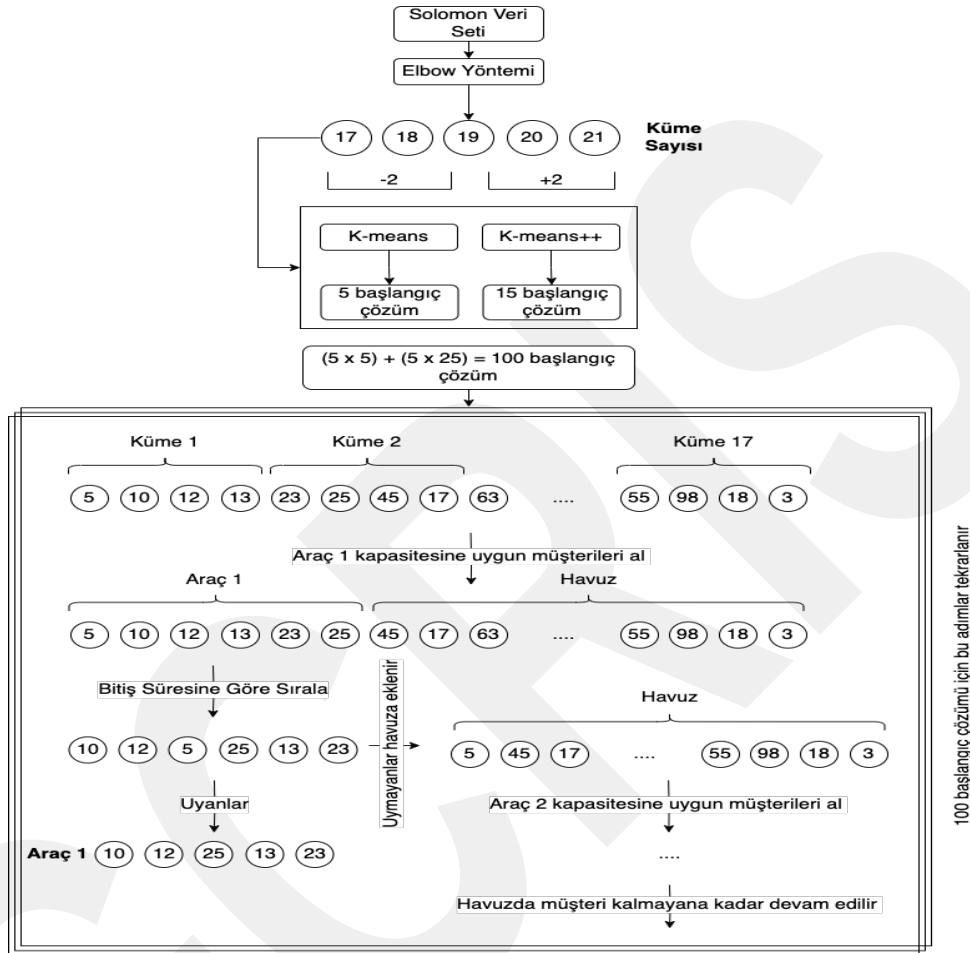 Solomon Veri
Seti
Elbow Yöntemi
17 18 19 20 21
Küme
Sayısı
-2 +2
K-means K-means++
5 başlangıç
çözüm
15 başlangıç
çözüm
(5 x 5) + (5 x 25) = 100 başlangıç
çözüm
Küme 1 Küme 2 Küme 17
5 10 12 13 23 25 45 17 63 .... 55 98 18 3
Araç 1 kapasitesine uygun müşterileri al
Araç 1 Havuz
5 10 12 13 23 25 45 17 63 .... 55 98 18 3
Bitiş Süresine Göre Sırala
Uymayanlar havuza eklenir
Havuz
10 12 5 25 13 23
5 45 17 .... 55 98 18 3
Uyanlar
Araç 2 kapasitesine uygun müşterileri al
Araç 1 10 12 25 13 23
....
Havuzda müşteri kalmayana kadar devam edilir
100 başlangıç çözümü için bu adımlar tekrarlanır
CRIS